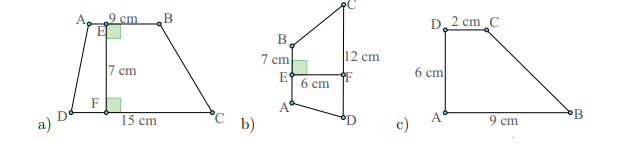 a) A 9 cm B E 7 cm F D 15 cm C
b) C B 7 cm 12 cm E F 6 cm A D
c) D 2 cm C 6 cm A 9 cm B